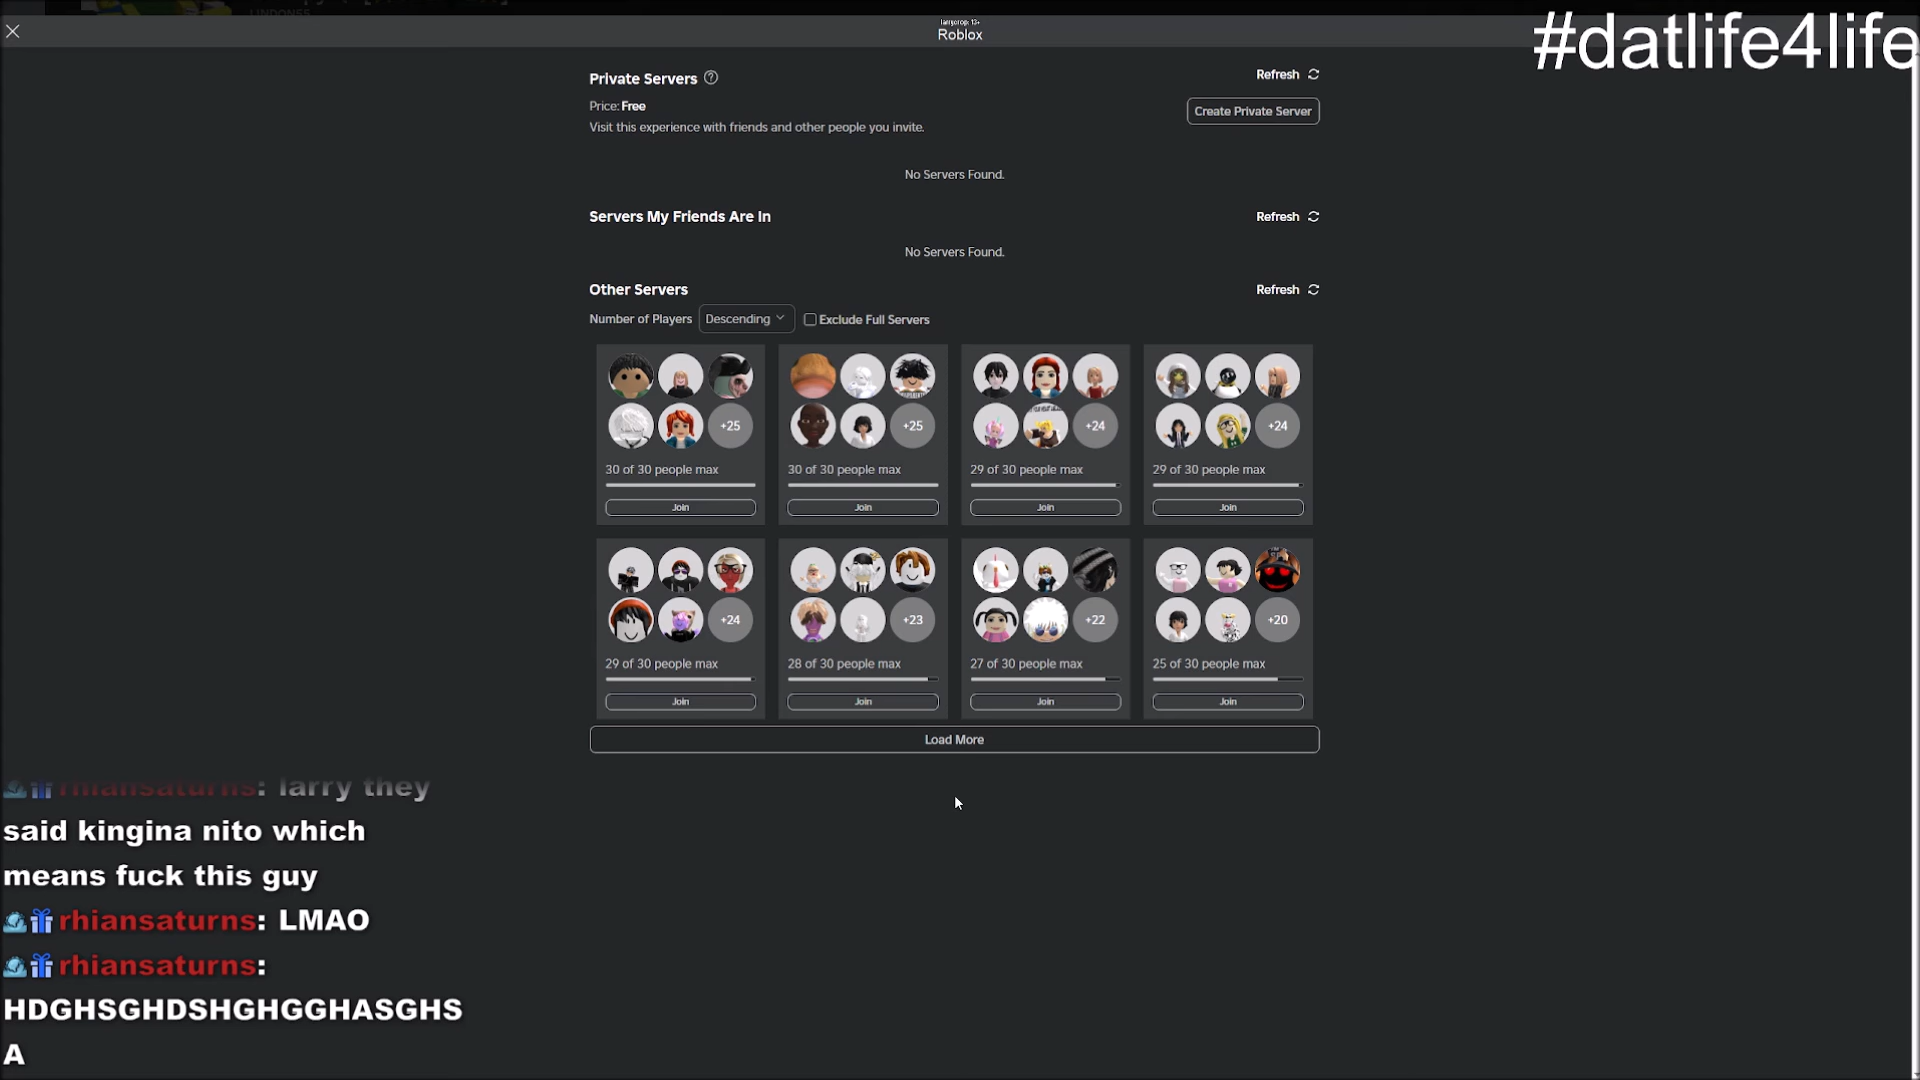 Roblox
#datlife4life
Private Servers
Refresh
Price: Free
Create Private Server
Visit this experience with friends and other people you invite.
No Servers Found.
Servers My Friends Are In
Refresh
No Servers Found.
Other Servers
Refresh
Number of Players Descending Exclude Full Servers
+25 +25 +24 +24
30 of 30 people max 30 of 30 people max 29 of 30 people max 29 of 30 people max
Join Join Join Join
+24 +23 +22 +20
29 of 30 people max 28 of 30 people max 27 of 30 people max 25 of 30 people max
Join Join Join Join
Load More
rhiansaturns: larry they
said kingina nito which
means fuck this guy
rhiansaturns: LMAO
rhiansaturns:
HDGHSGHDSHGHGGHASGHS
A